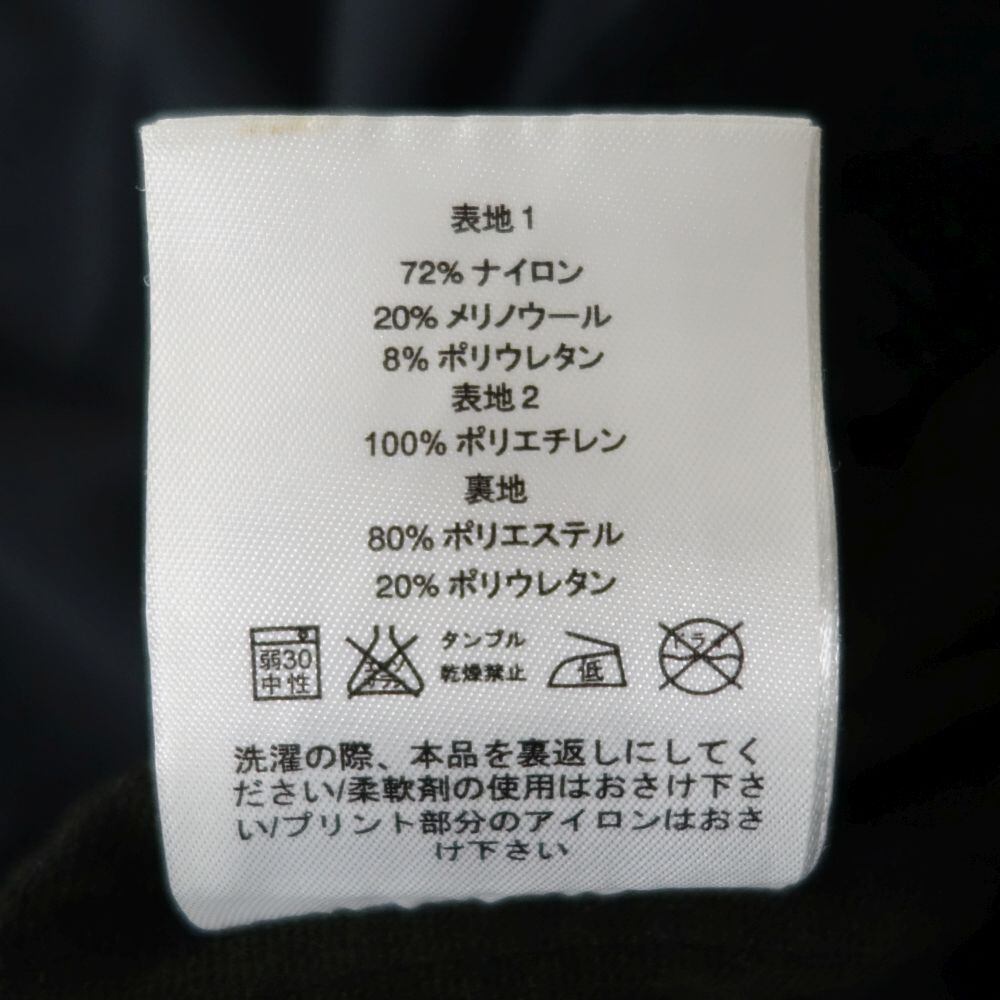 表地1
72% ナイロン
20% メリノウール
8% ポリウレタン
表地2
100% ポリエチレン
裏地
80% ポリエステル
20% ポリウレタン
弱30
中性
タンブル
乾燥禁止
低
洗濯の際、本品を裏返しにしてく
ださい/柔軟剤の使用はおさけ下さ
い/プリント部分のアイロンはおさ
け下さい